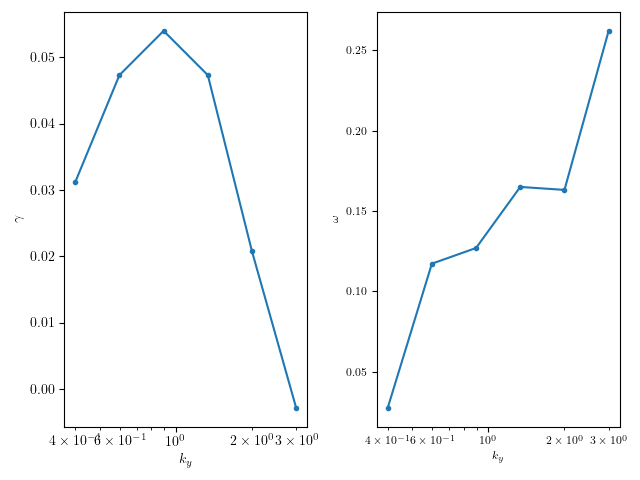 0.05
0.04
0.03
0.02
0.01
0.00
γ
4 × 10⁻¹
6 × 10⁻¹
10⁰
2 × 10⁰
3 × 10⁰
k_y
0.25
0.20
0.15
0.10
0.05
ω
4 × 10⁻¹
6 × 10⁻¹
10⁰
2 × 10⁰
3 × 10⁰
k_y